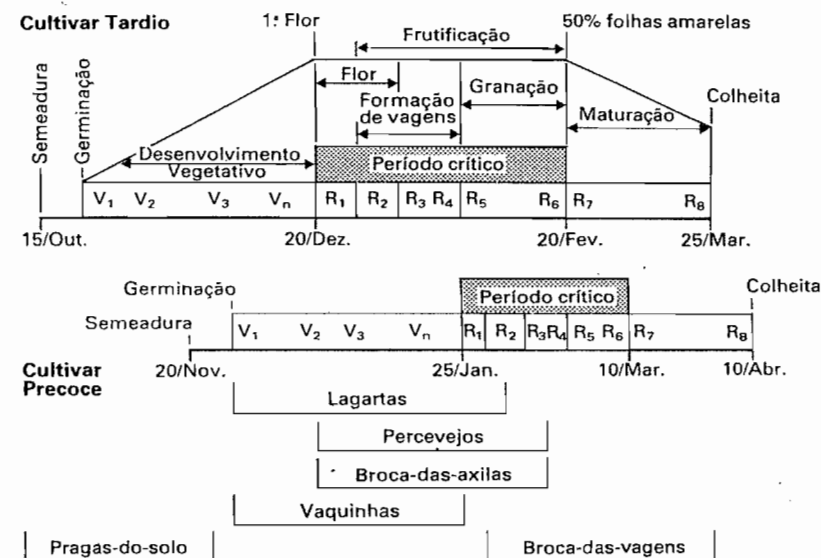 Cultivar Tardio
1ª Flor
50% folhas amarelas
Frutificação
Semeadura
Germinação
Flor
Granação
Formação
de vagens
Maturação
Colheita
Desenvolvimento
Vegetativo
Período crítico
V1 V2 V3 Vn R1 R2 R3 R4 R5 R6 R7 R8
15/Out. 20/Dez. 20/Fev. 25/Mar.
Germinação
Período crítico
Colheita
Semeadura
V1 V2 V3 Vn R1 R2 R3 R4 R5 R6 R7 R8
Cultivar
Precoce
20/Nov. 25/Jan. 10/Mar. 10/Abr.
Lagartas
Percevejos
Broca-das-axilas
Vaquinhas
Pragas-do-solo
Broca-das-vagens